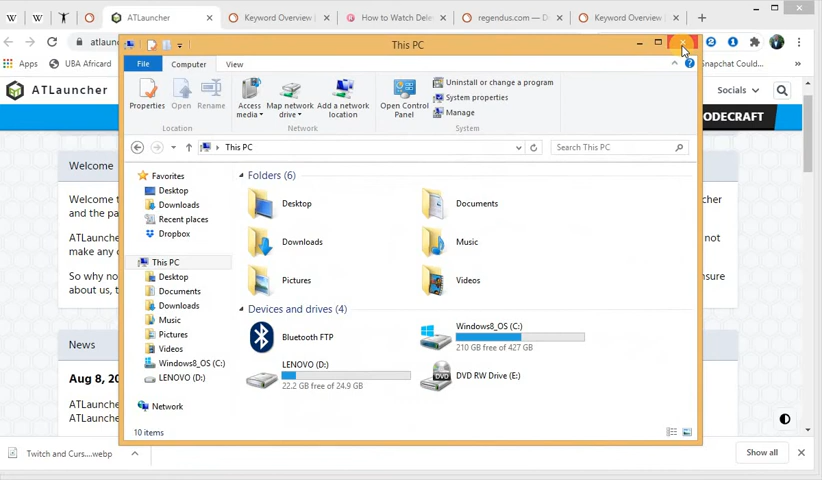 ATLauncher
Keyword Overview |
How to Watch Dele
regendus.com — D
Keyword Overview |
atlaun
Apps
UBA Africard
Snapchat Coul...
This PC
File
Computer
View
Properties
Open
Rename
Access media
Map network drive
Add a network location
Open Control Panel
Uninstall or change a program
System properties
Manage
Location
Network
System
This PC
Search This PC
ATLauncher
Socials
ODECRAFT
Favorites
Desktop
Downloads
Recent places
Dropbox
This PC
Desktop
Documents
Downloads
Music
Pictures
Videos
Windows8_OS (C:)
LENOVO (D:)
Network
Folders (6)
Desktop
Documents
Downloads
Music
Pictures
Videos
Devices and drives (4)
Bluetooth FTP
Windows8_OS (C:)
210 GB free of 427 GB
LENOVO (D:)
22.2 GB free of 24.9 GB
DVD RW Drive (E:)
10 items
Welcome
Welcome t
and the pa
ATLaunche
make any c
So why no
about us, t
for
not
sure
News
Aug 8, 20
ATLaunche
ATLaunche
Twitch and Curs....webp
Show all